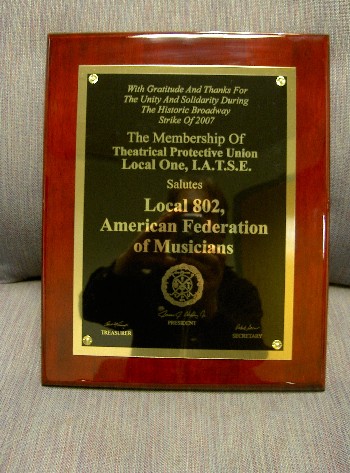 With Gratitude And Thanks For
The Unity And Solidarity During
The Historic Broadway
Strike Of 2007
The Membership Of
Theatrical Protective Union
Local One, I.A.T.S.E.
Salutes
Local 802,
American Federation
of Musicians
PRESIDENT
TREASURER
SECRETARY